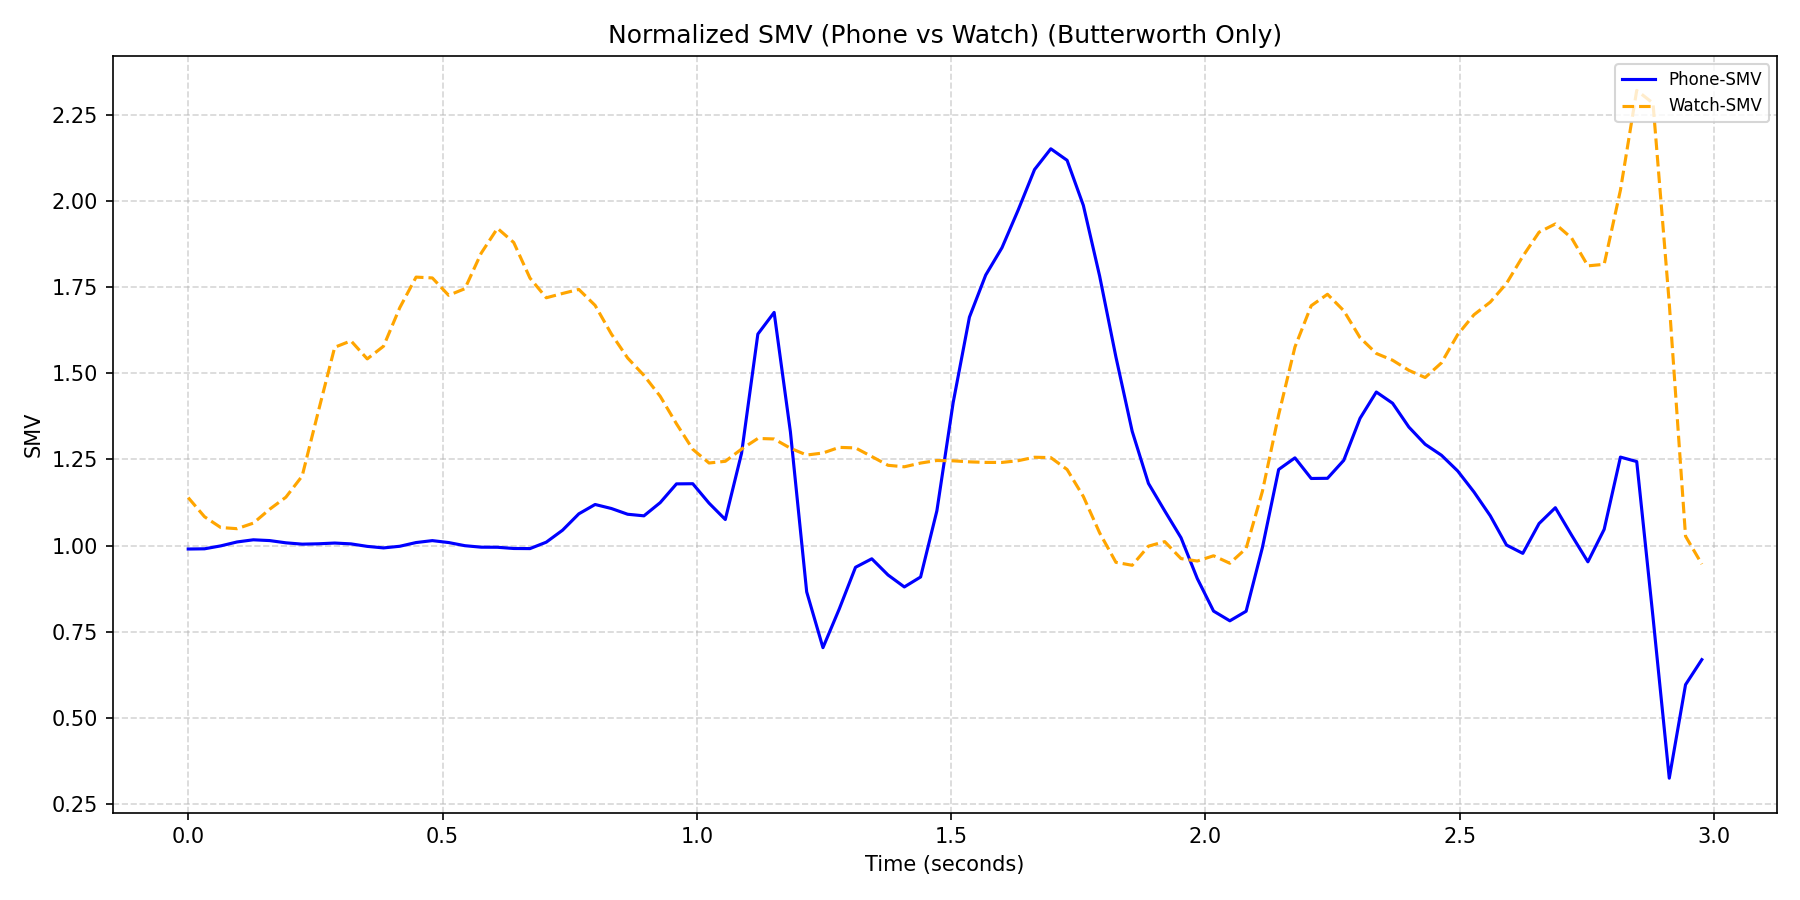 Normalized SMV (Phone vs Watch) (Butterworth Only)
Phone-SMV
Watch-SMV
SMV
2.25
2.00
1.75
1.50
1.25
1.00
0.75
0.50
0.25
0.0 0.5 1.0 1.5 2.0 2.5 3.0
Time (seconds)